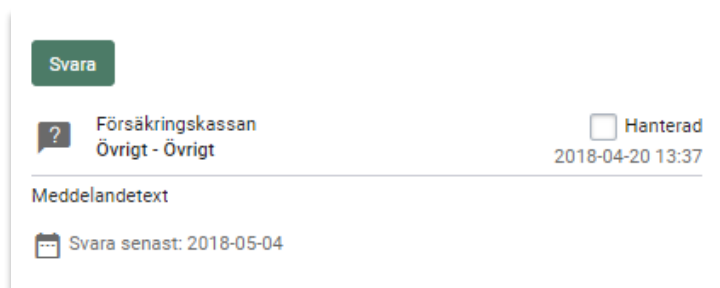 Svara
Försäkringskassan
Övrigt - Övrigt
Hanterad
2018-04-20 13:37
Meddelandetext
Svara senast: 2018-05-04